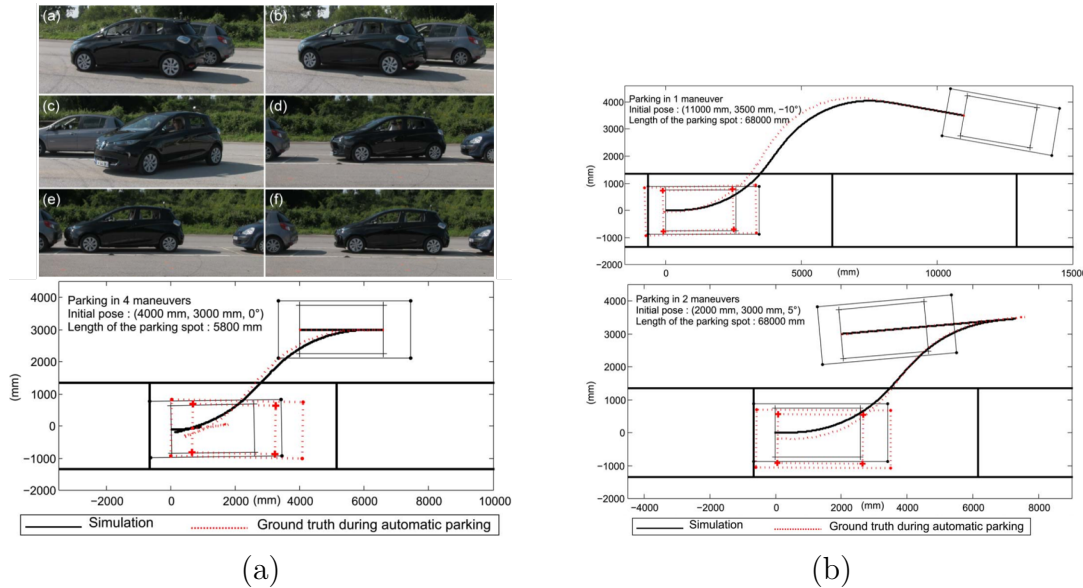 (a)
(b)
(c)
(d)
(e)
(f)
Parking in 4 maneuvers
Initial pose : (4000 mm, 3000 mm, 0°)
Length of the parking spot : 5800 mm
(mm)
4000
3000
2000
1000
0
−1000
−2000
−2000
0
2000
(mm)
4000
6000
8000
10000
Simulation
Ground truth during automatic parking
(a)
Parking in 1 maneuver
Initial pose : (11000 mm, 3500 mm, −10°)
Length of the parking spot : 68000 mm
(mm)
4000
3000
2000
1000
0
−1000
−2000
0
5000
(mm)
10000
15000
Parking in 2 maneuvers
Initial pose : (2000 mm, 3000 mm, 5°)
Length of the parking spot : 68000 mm
(mm)
4000
3000
2000
1000
0
−1000
−2000
−4000
−2000
0
2000
(mm)
4000
6000
8000
Simulation
Ground truth during automatic parking
(b)